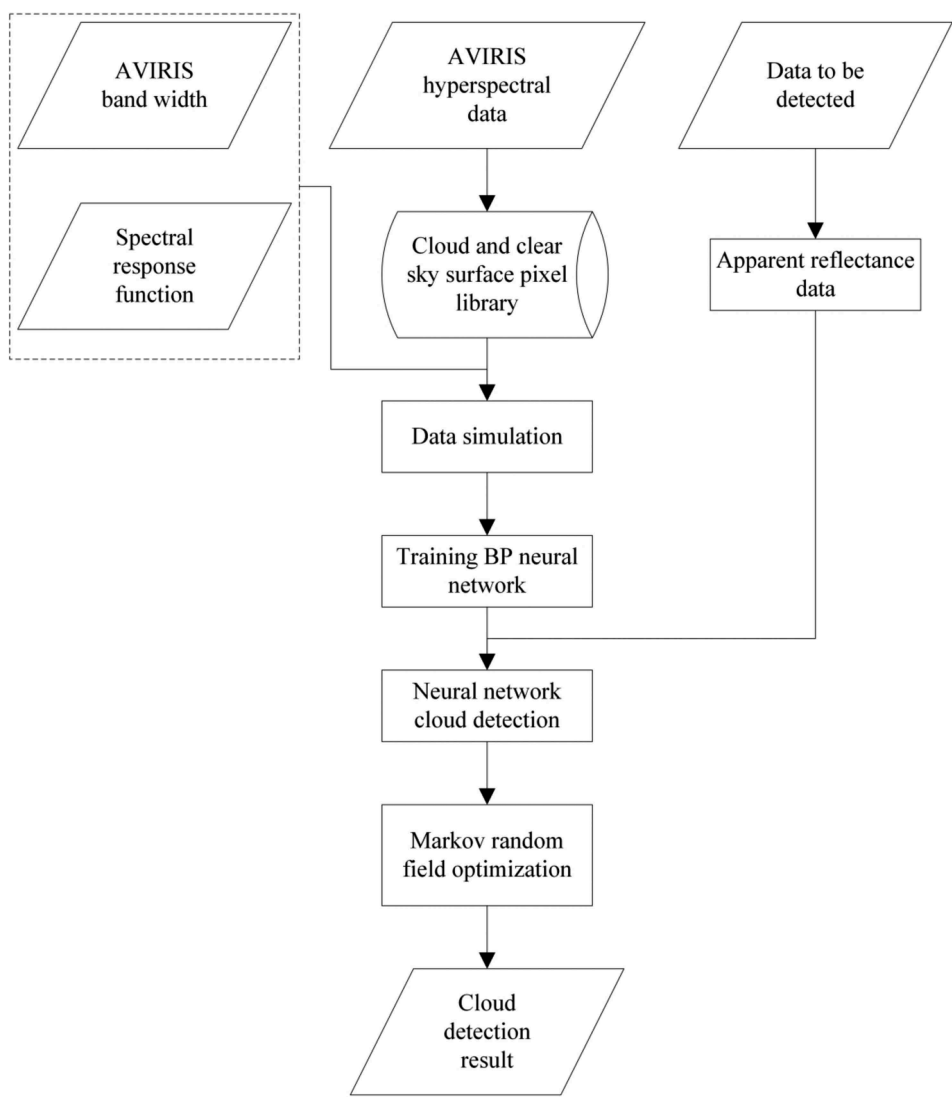 AVIRIS
band width
Spectral
response
function
AVIRIS
hyperspectral
data
Cloud and clear
sky surface pixel
library
Data to be
detected
Apparent reflectance
data
Data simulation
Training BP neural
network
Neural network
cloud detection
Markov random
field optimization
Cloud
detection
result